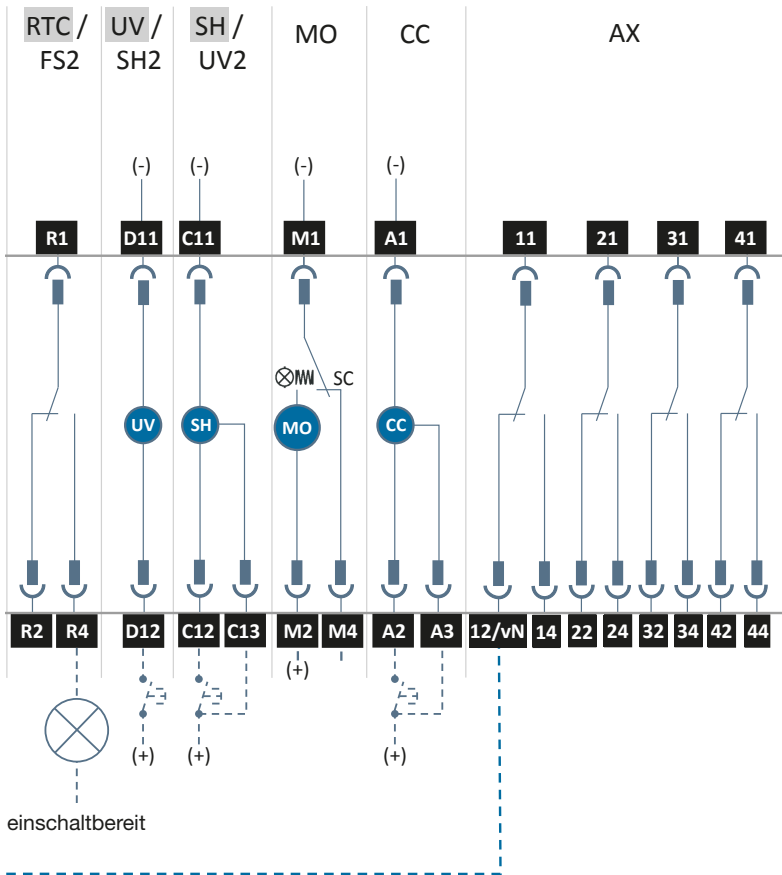 RTC /
FS2
UV /
SH2
SH /
UV2
MO
CC
AX
(-) (-) (-) (-)
R1 D11 C11 M1 A1 11 21 31 41
SC
UV SH MO CC
R2 R4 D12 C12 C13 M2 M4 A2 A3 12/vN 14 22 24 32 34 42 44
(+)
(+) (+) (+)
einschaltbereit